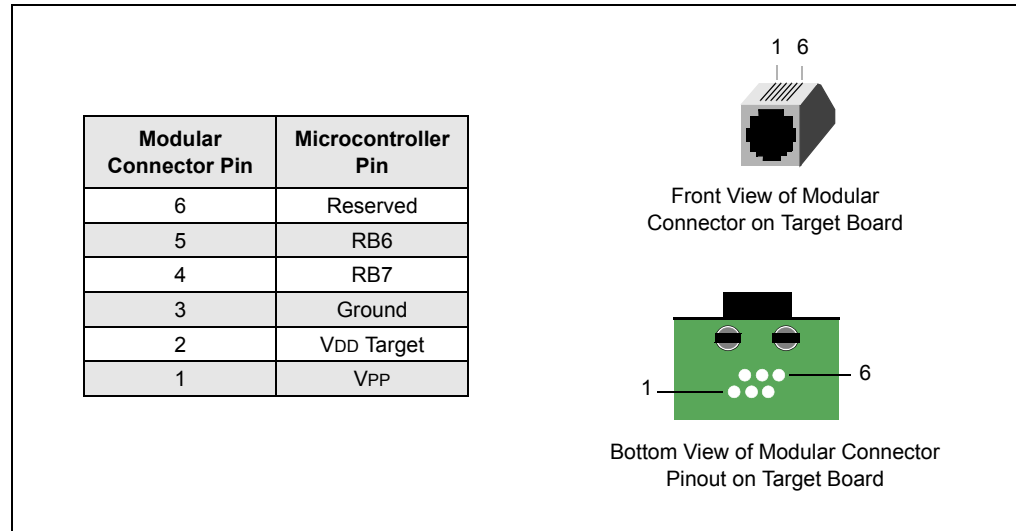 Modular Connector Pin Microcontroller Pin
6 Reserved
5 RB6
4 RB7
3 Ground
2 VDD Target
1 VPP
1 6
Front View of Modular
Connector on Target Board
1 6
Bottom View of Modular Connector
Pinout on Target Board